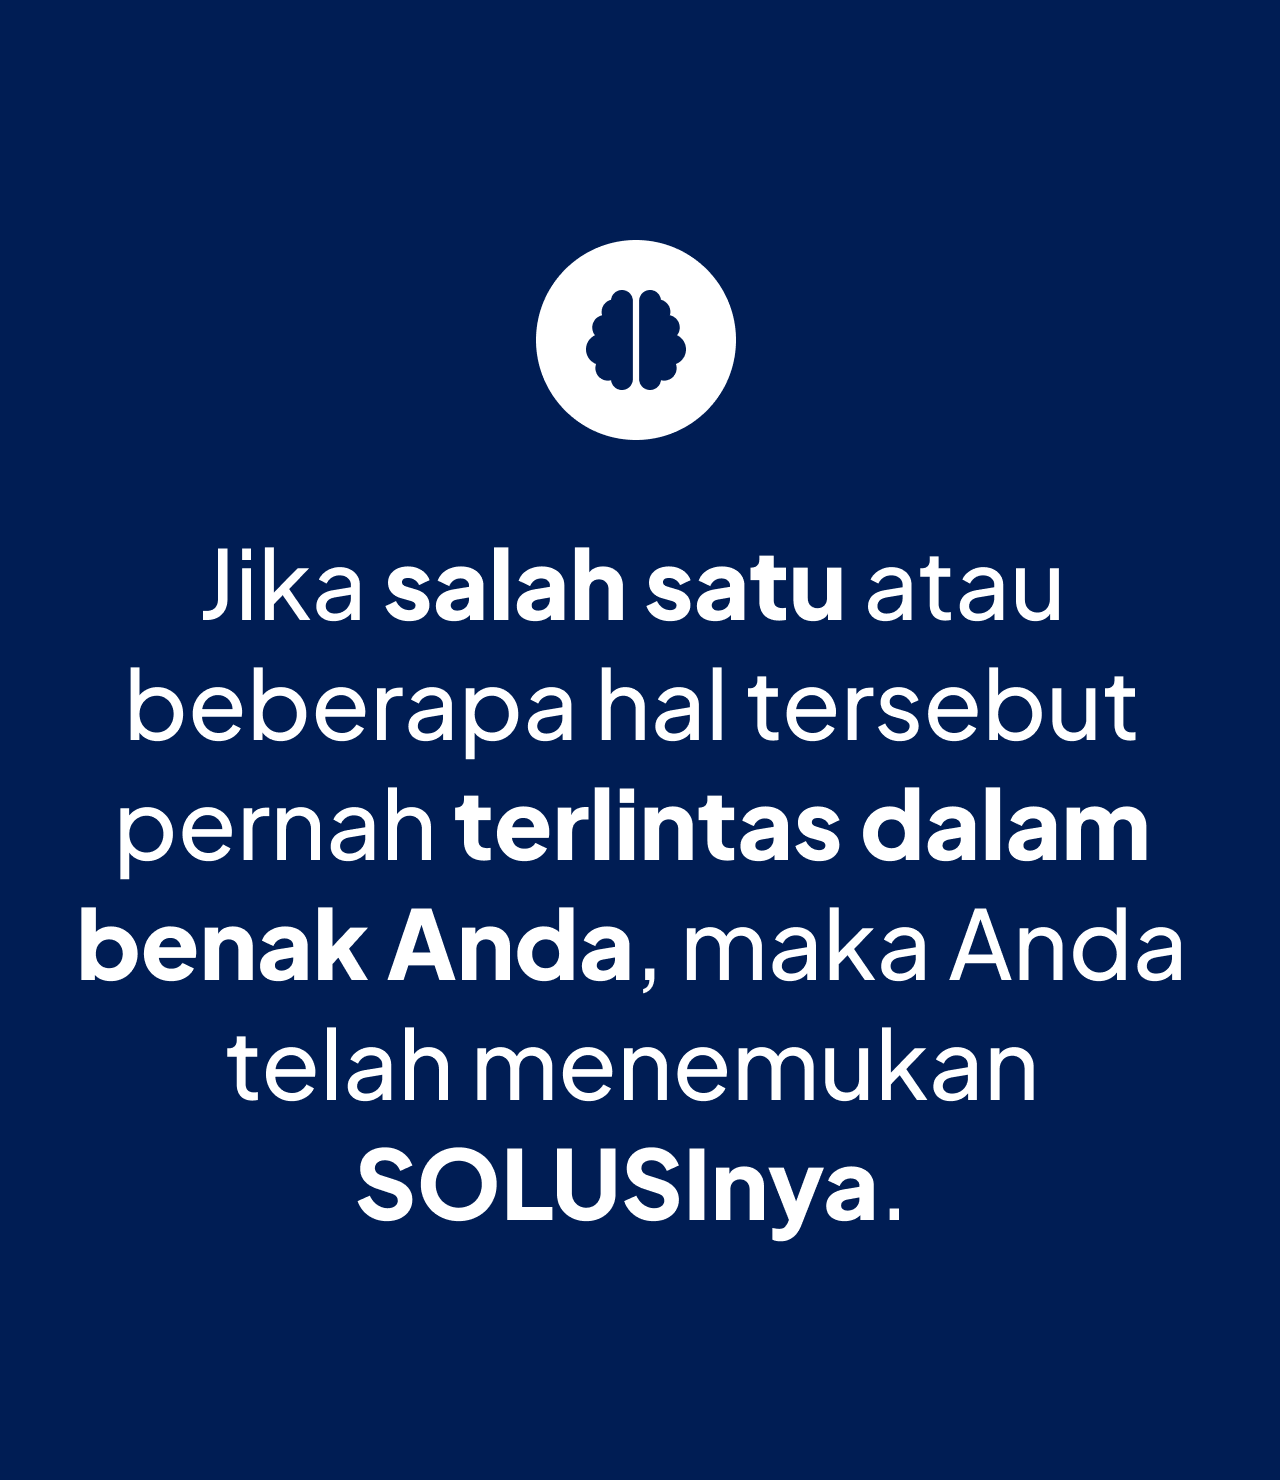 Jika salah satu atau
beberapa hal tersebut
pernah terlintas dalam
benak Anda, maka Anda
telah menemukan
SOLUSInya.